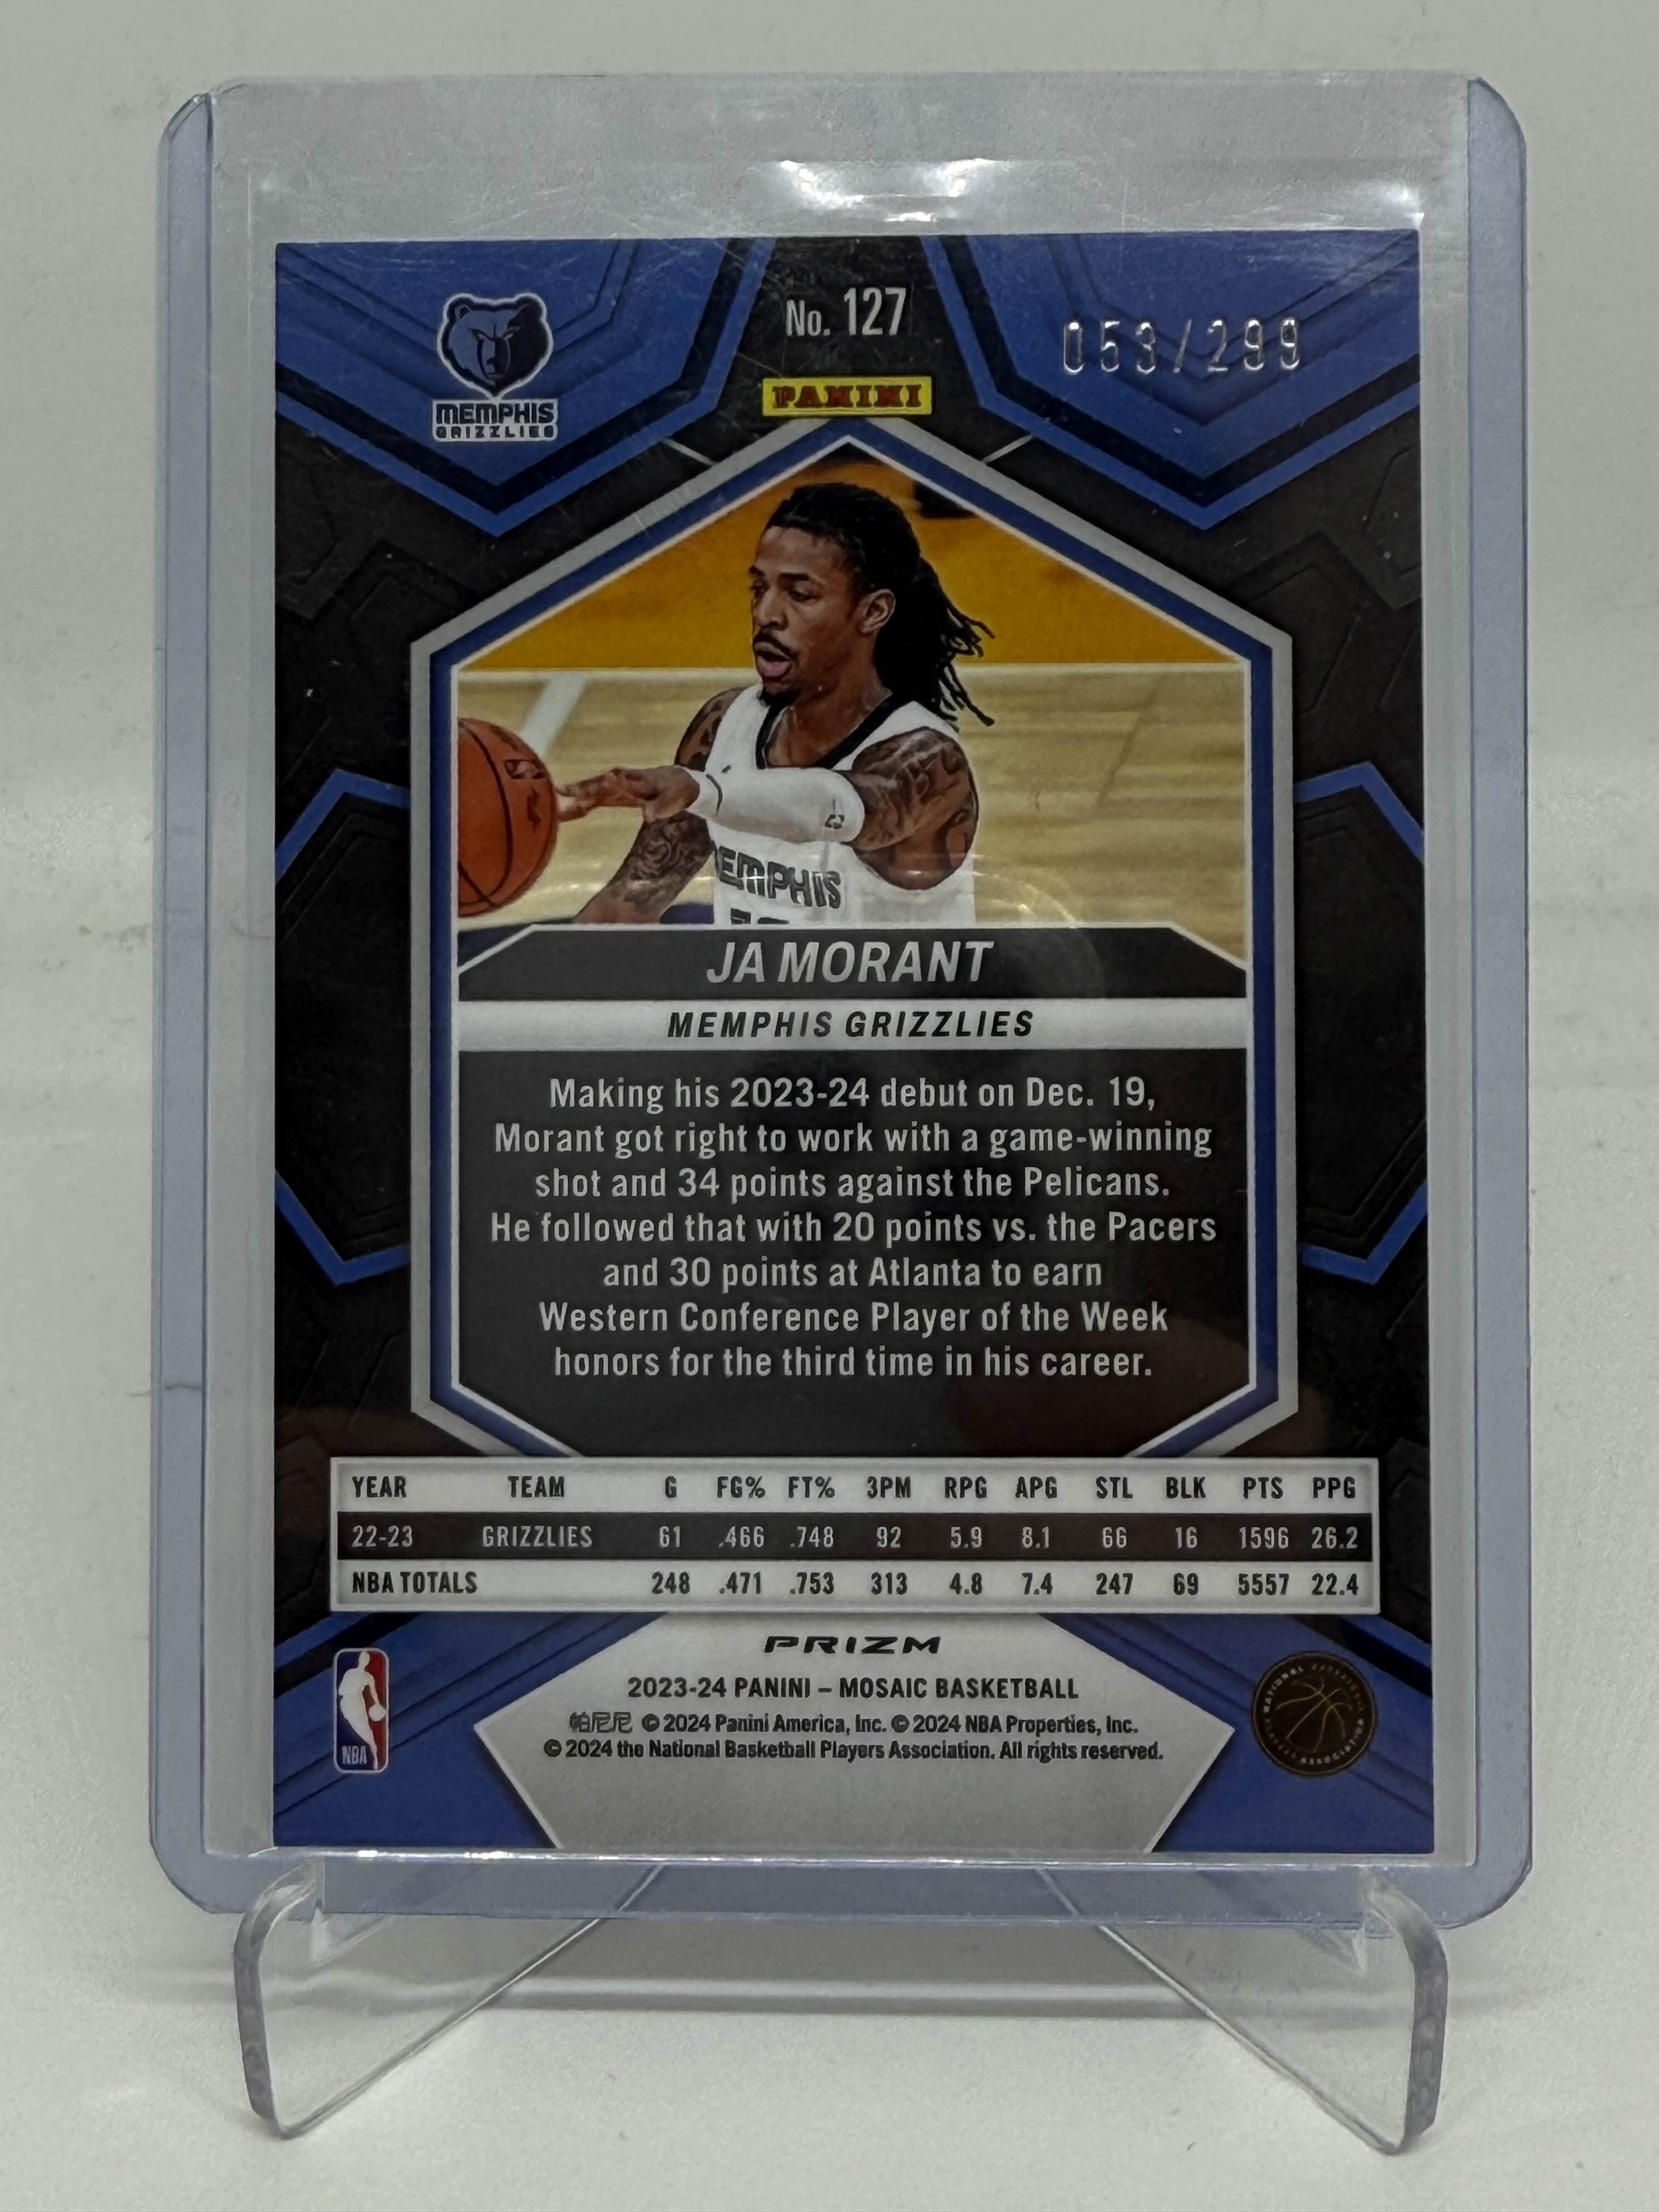 No. 127
053/299
PANINI
MEMPHIS
GRIZZLIES
MEMPHIS
JA MORANT
MEMPHIS GRIZZLIES
Making his 2023-24 debut on Dec. 19,
Morant got right to work with a game-winning
shot and 34 points against the Pelicans.
He followed that with 20 points vs. the Pacers
and 30 points at Atlanta to earn
Western Conference Player of the Week
honors for the third time in his career.
YEAR TEAM G FG% FT% 3PM RPG APG STL BLK PTS PPG
22-23 GRIZZLIES 61 .466 .748 92 5.9 8.1 66 16 1596 26.2
NBA TOTALS 248 .471 .753 313 4.8 7.4 247 69 5557 22.4
PRIZM
2023-24 PANINI – MOSAIC BASKETBALL
帕尼尼 © 2024 Panini America, Inc. © 2024 NBA Properties, Inc.
© 2024 the National Basketball Players Association. All rights reserved.
NBA
NATIONAL BASKETBALL PLAYERS ASSOCIATION